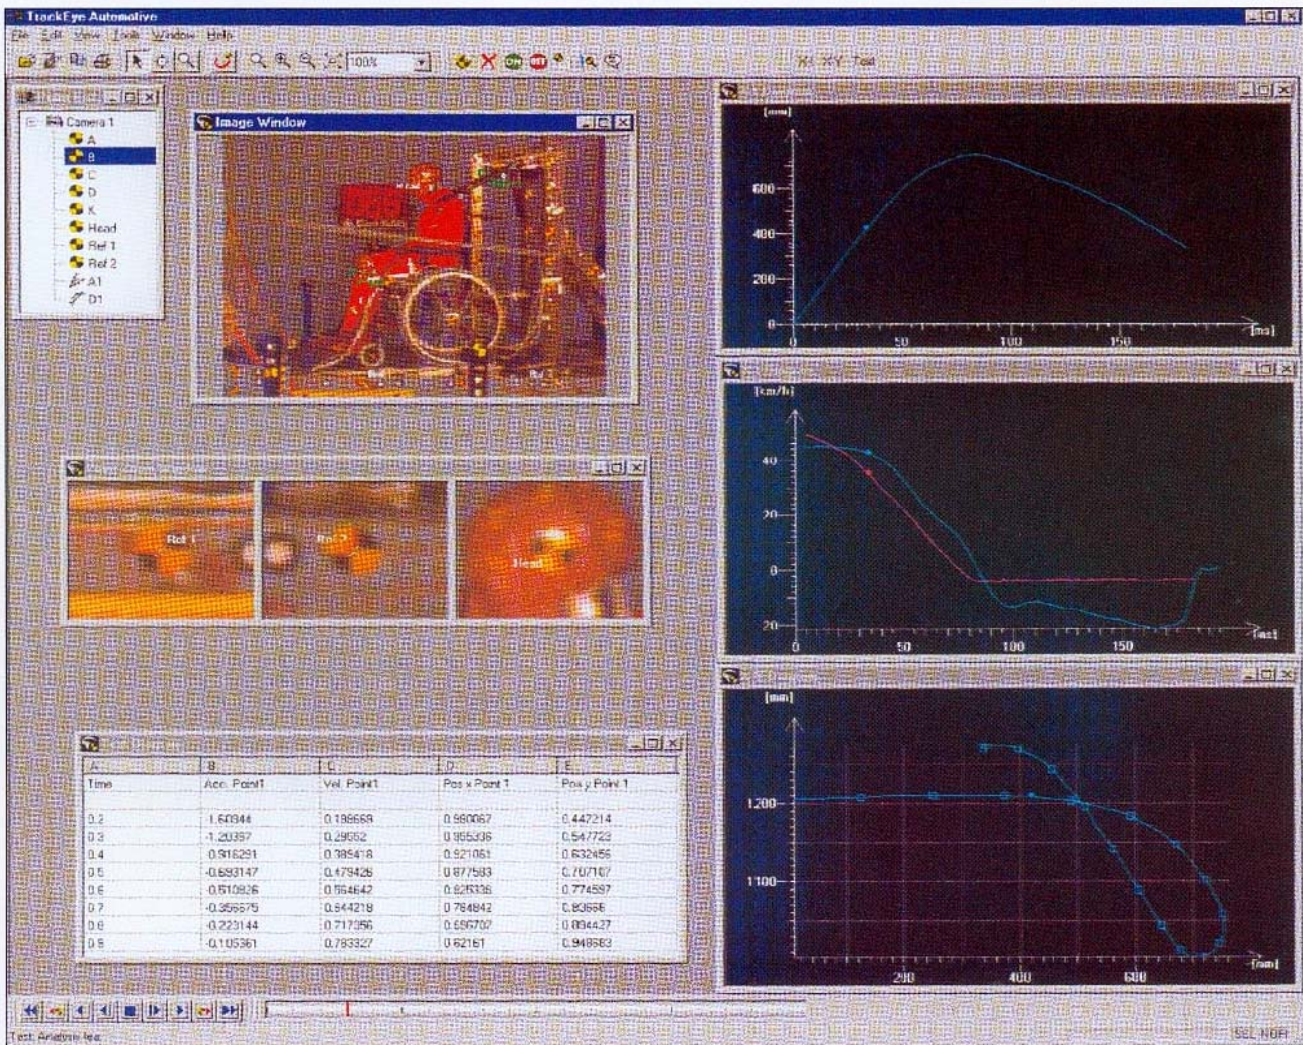 TrackEye Automotive
File Edit View Tools Window Help
100%
ON
X-t X-Y Text
Camera 1
A
B
C
D
K
Head
Ref 1
Ref 2
A1
D1
Image Window
[mm]
600
400
200
0
0 50 100 150 [ms]
[km/h]
40
20
0
20
0 50 100 150 [ms]
Ref 1
Ref 2
Head
[mm]
1200
1100
200 400 600 [mm]
A B C D E
Time Acc. Point1 Vel. Point1 Pos x Point 1 Pos y Point 1
0.2 -1.60944 0.198669 0.980067 0.447214
0.3 -1.20397 0.29552 0.955336 0.547723
0.4 -0.916291 0.389418 0.921061 0.632456
0.5 -0.693147 0.479426 0.877583 0.707107
0.6 -0.510826 0.564642 0.825336 0.774597
0.7 -0.356675 0.644218 0.764842 0.83666
0.8 -0.223144 0.717356 0.696707 0.894427
0.9 -0.105361 0.783327 0.62161 0.948683